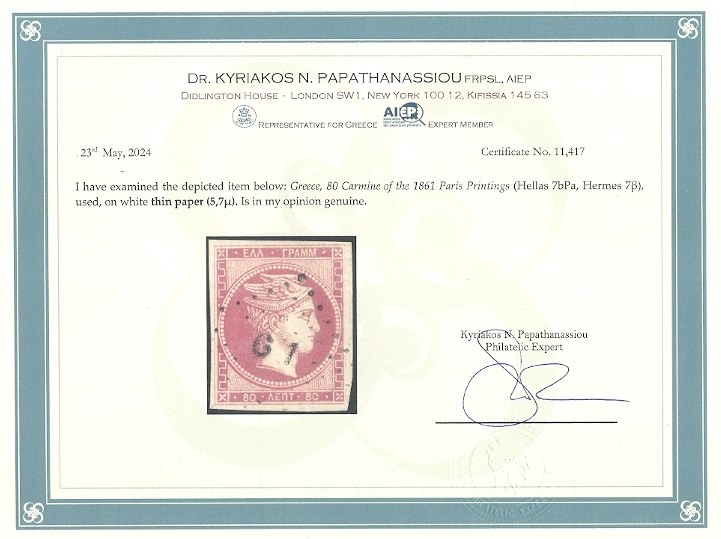 DR. KYRIAKOS N. PAPATHANASSIOU FRPSL, AIEP
DIDLINGTON HOUSE - LONDON SW1, NEW YORK 100 12, KIFISSIA 145 63
REPRESENTATIVE FOR GREECE AIEP EXPERT MEMBER
23rd May, 2024 Certificate No. 11,417
I have examined the depicted item below: Greece, 80 Carmine of the 1861 Paris Printings (Hellas 7bPa, Hermes 7β),
used, on white thin paper (5,7μ). Is in my opinion genuine.
ΕΛΛ ΓΡΑΜΜ
80 ΛΕΠΤ 80
Kyriakos N. Papathanassiou
Philatelic Expert